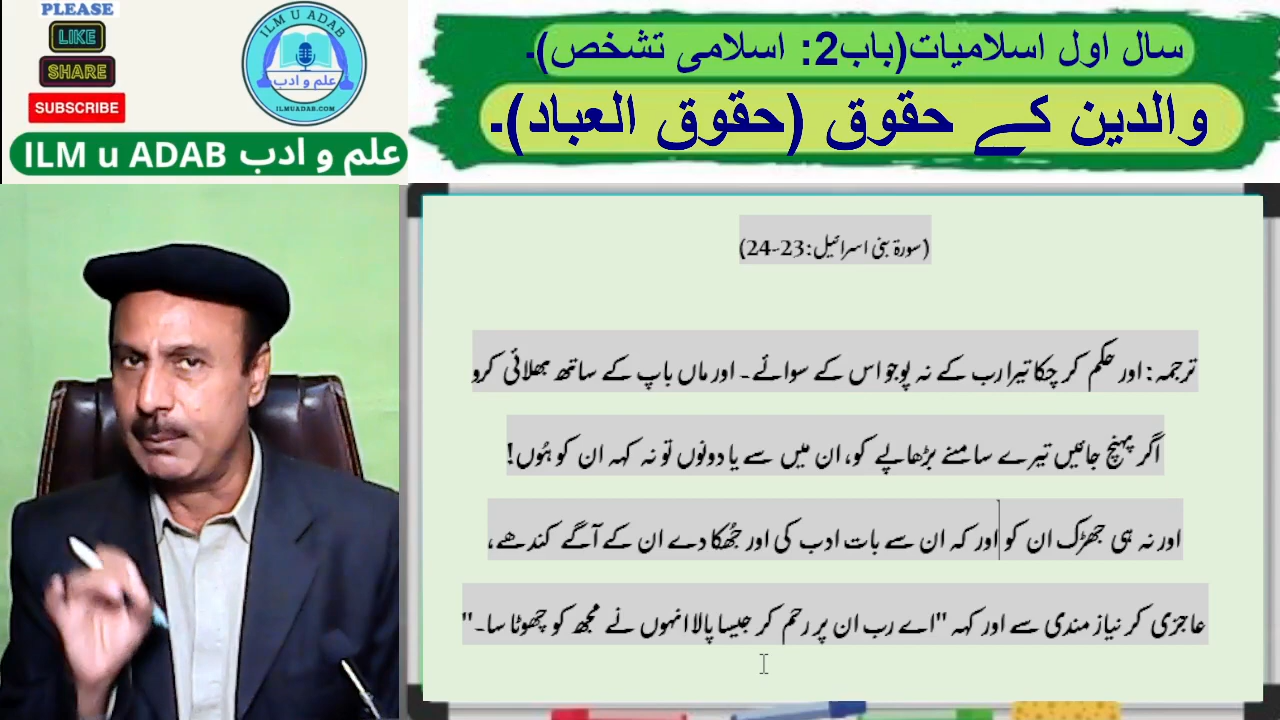 PLEASE
LIKE
SHARE
SUBSCRIBE
ILM U ADAB
علم و ادب
ILMUADAB.COM
ILM u ADAB علم و ادب
سال اول اسلامیات(باب2: اسلامی تشخص)۔
والدین کے حقوق (حقوق العباد)۔
(سورۃ بنی اسرائیل:23-24)
ترجمہ: اور حکم کر چکا تیرا رب کے نہ پوجو اس کے سوائے۔ اور ماں باپ کے ساتھ بھلائی کرو
اگر پہنچ جائیں تیرے سامنے بڑھاپے کو، ان میں سے یا دونوں تو نہ کہہ ان کو ہُوں!
اور نہ ہی جھڑک ان کو اور کہ ان سے بات ادب کی اور جُھکا دے ان کے آگے کندھے،
عاجزی کر نیاز مندی سے اور کہہ "اے رب ان پر رحم کر جیسا پالا انہوں نے مجھ کو چھوٹا سا۔"